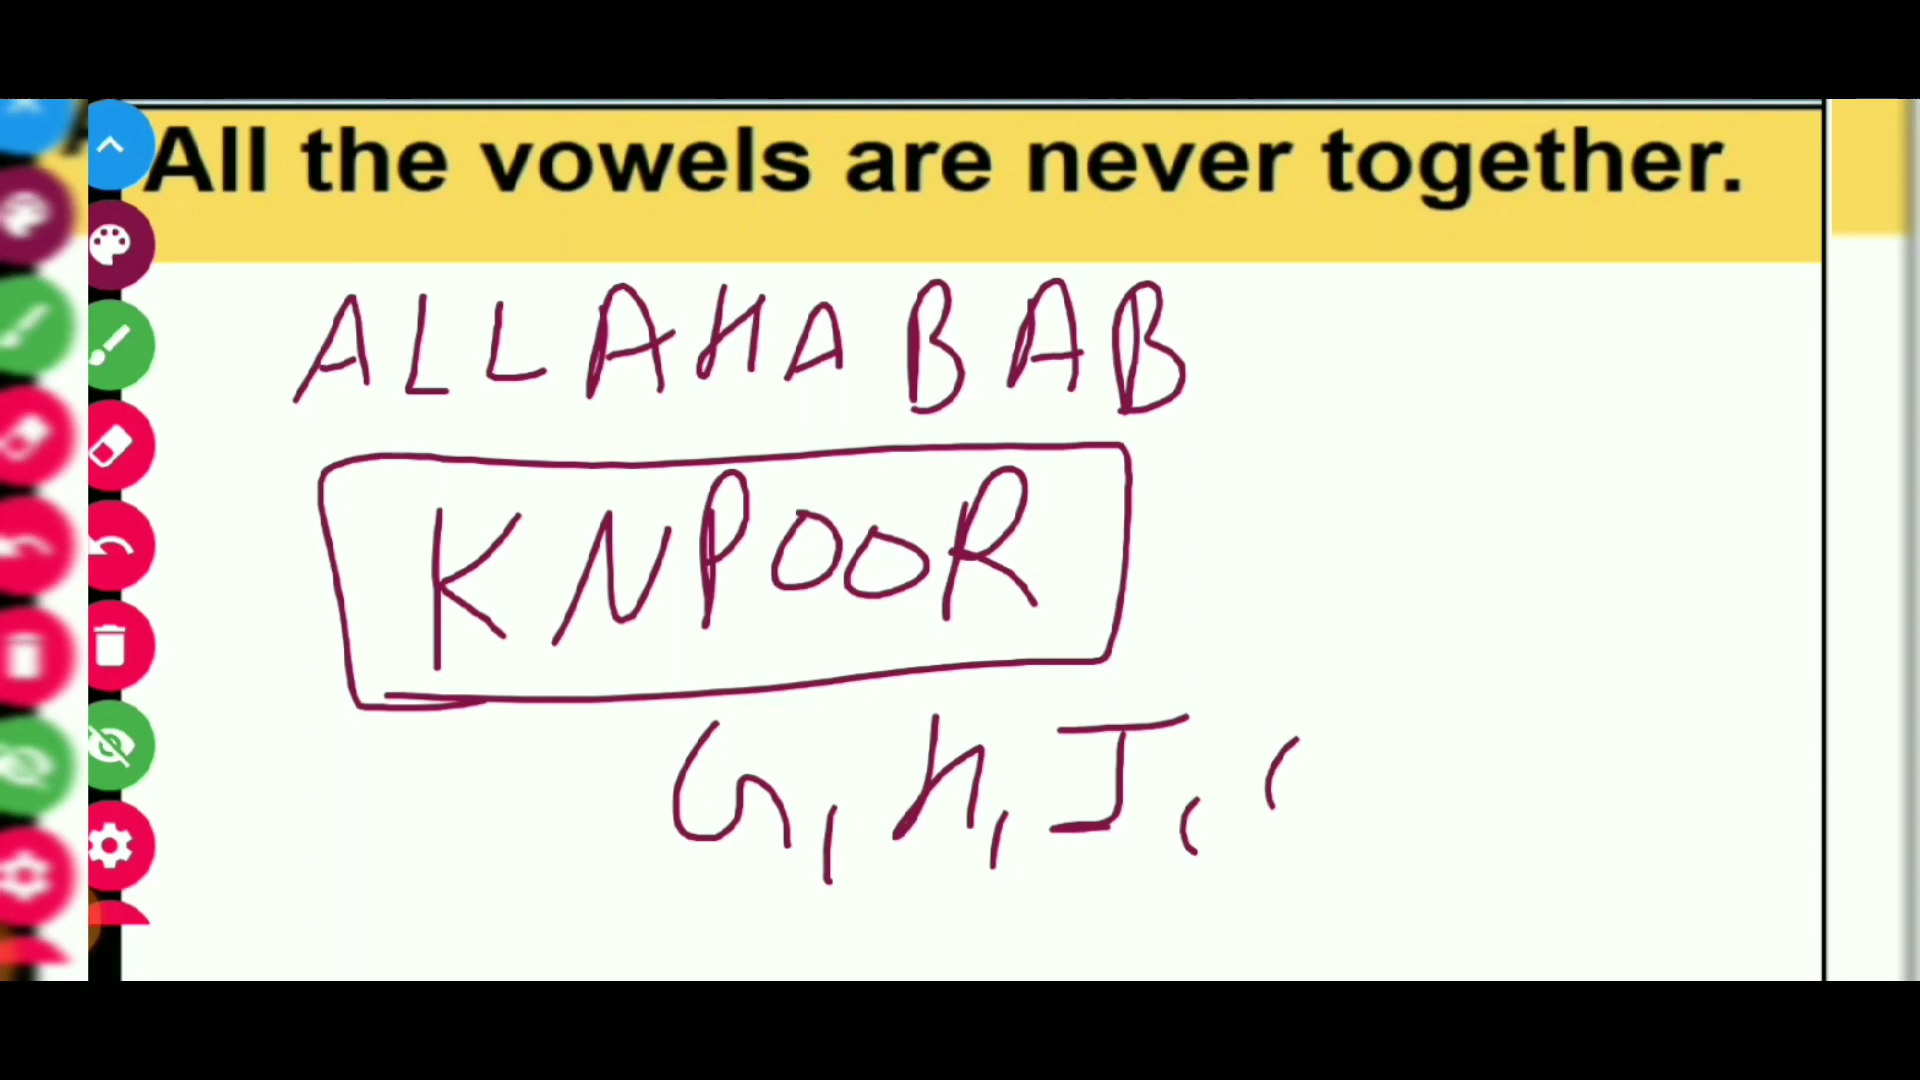 All the vowels are never together.
ALLAHABAB
KNPOOR
G, H, I, (